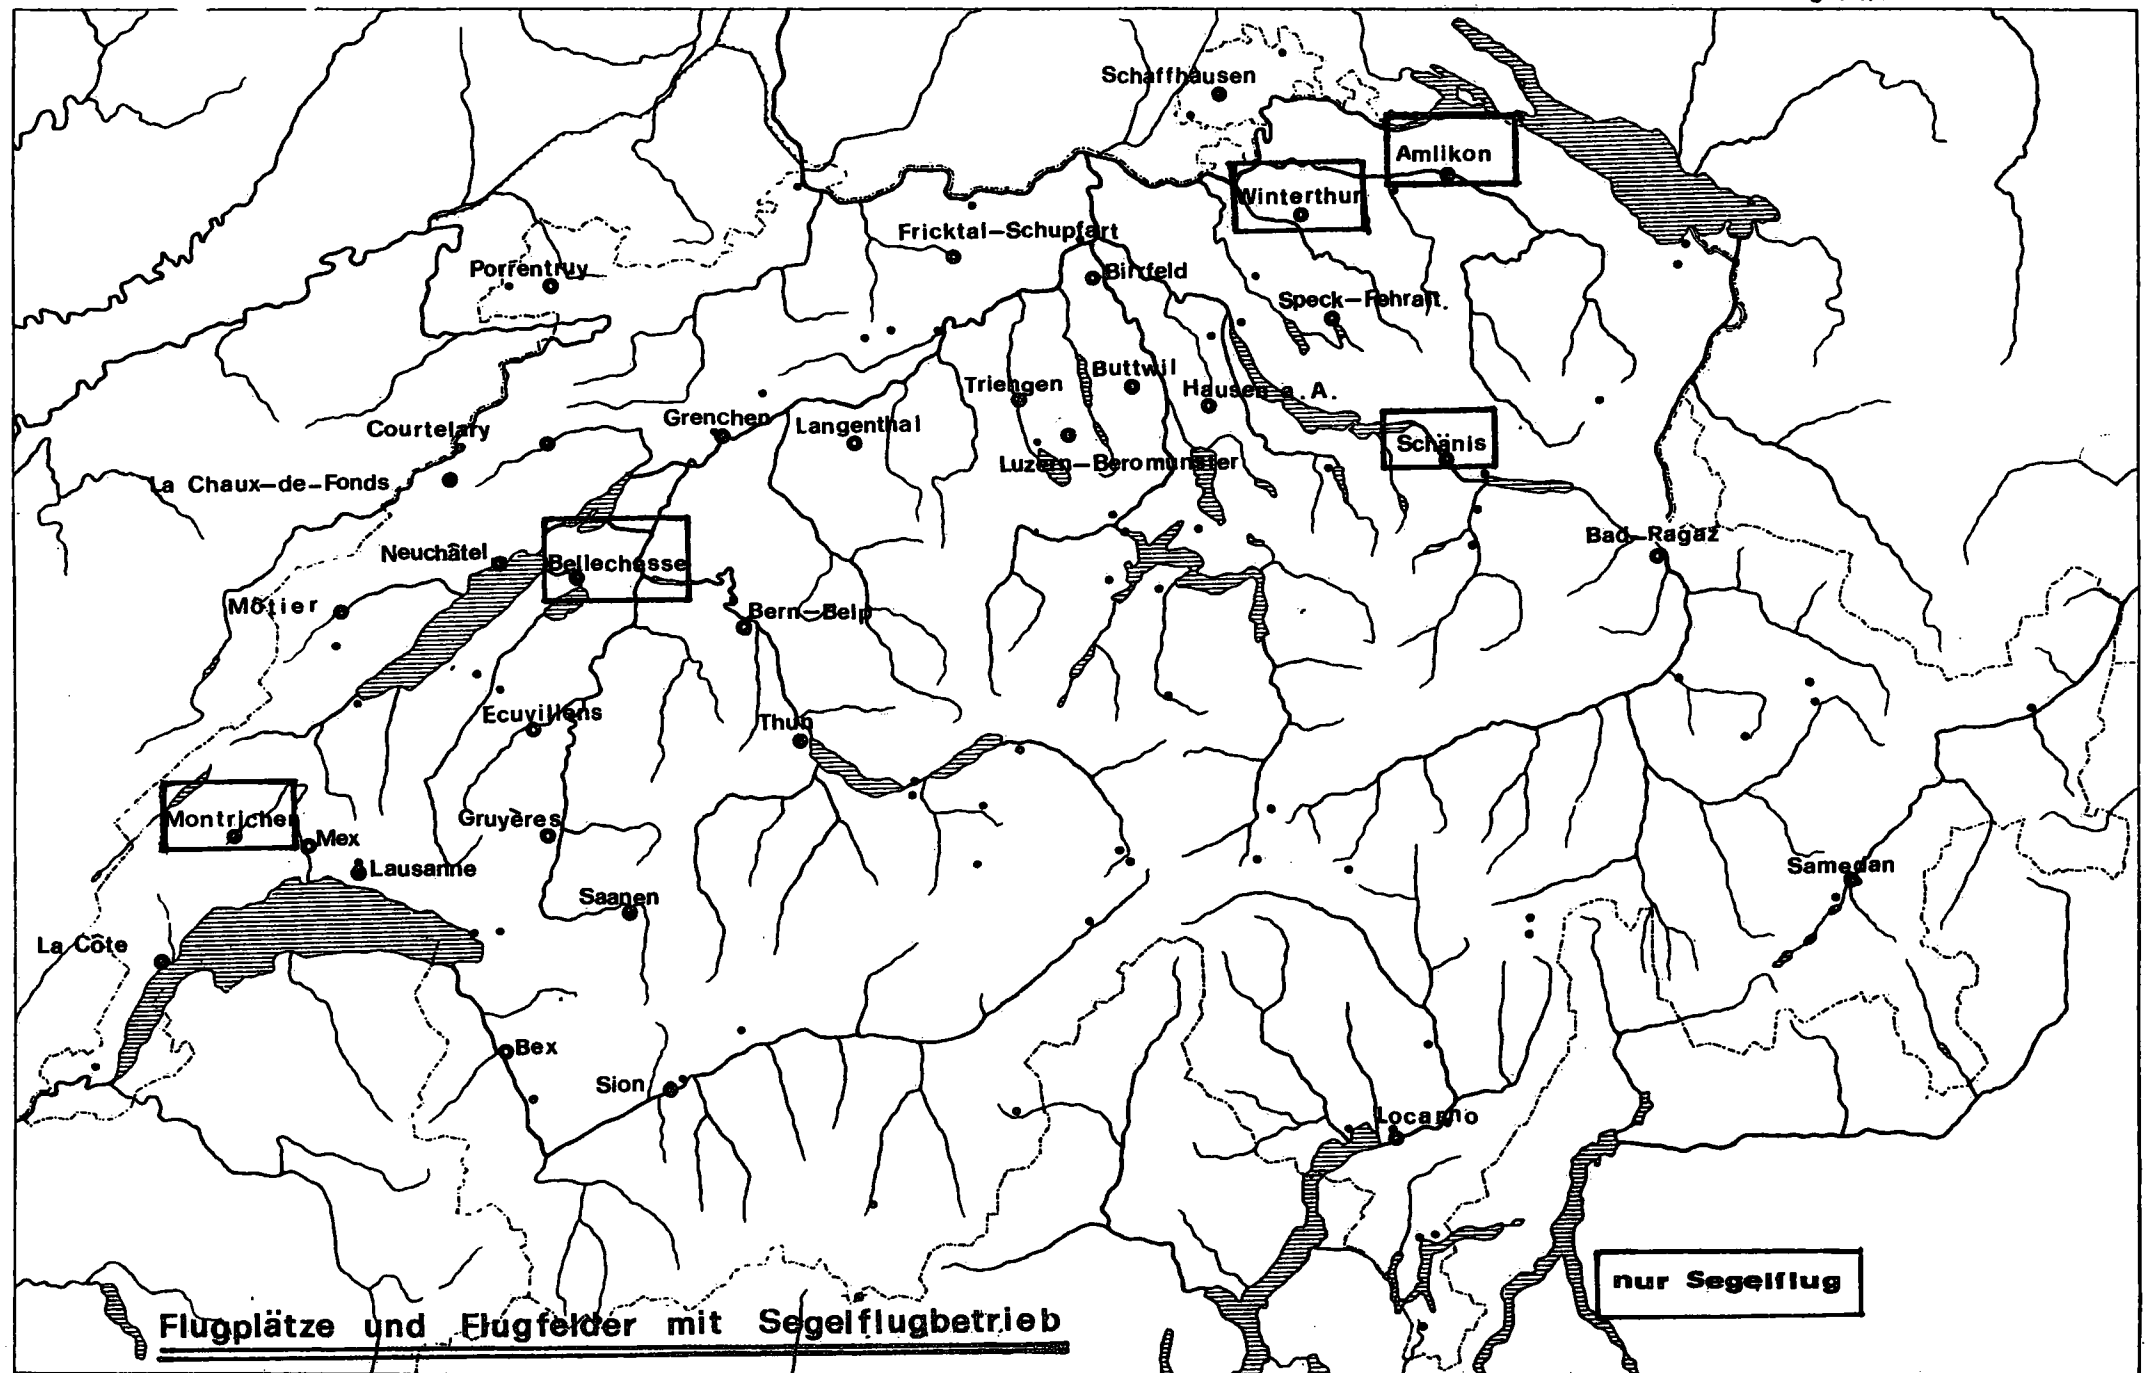 Schaffhausen
Amlikon
Winterthur
Fricktal-Schupfart
Porrentruy
Birrfeld
Speck-Fehralt.
Triengen
Buttwil
Hausen a.A.
Grenchen
Langenthal
Courtelary
Schänis
Luzern-Beromünster
La Chaux-de-Fonds
Bad-Ragaz
Neuchâtel
Bellechasse
Môtier
Bern-Belp
Ecuvillens
Thun
Montricher
Gruyères
Mex
Lausanne
Samedan
Saanen
La Côte
Bex
Sion
Locarno
nur Segelflug
Flugplätze und Flugfelder mit Segelflugbetrieb